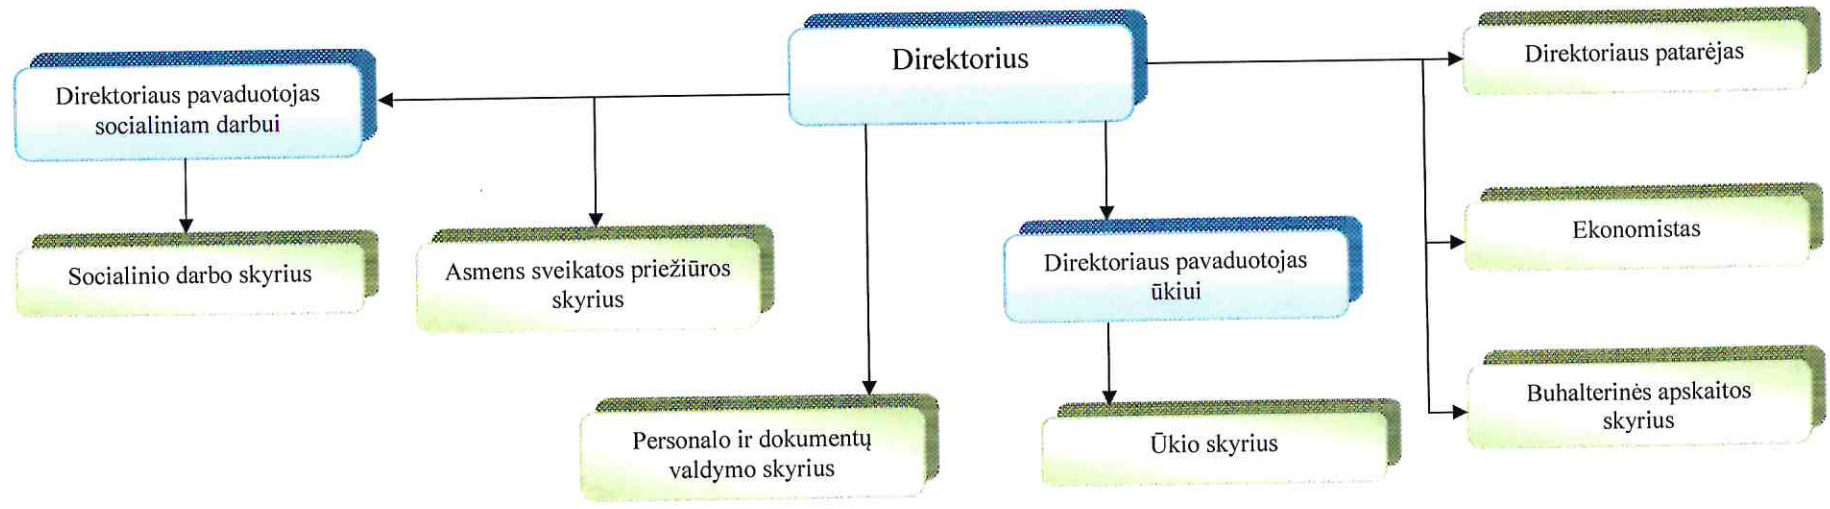 Direktorius
Direktoriaus patarėjas
Direktoriaus pavaduotojas
socialiniam darbui
Socialinio darbo skyrius
Asmens sveikatos priežiūros
skyrius
Direktoriaus pavaduotojas
ūkiui
Ekonomistas
Personalo ir dokumentų
valdymo skyrius
Ūkio skyrius
Buhalterinės apskaitos
skyrius